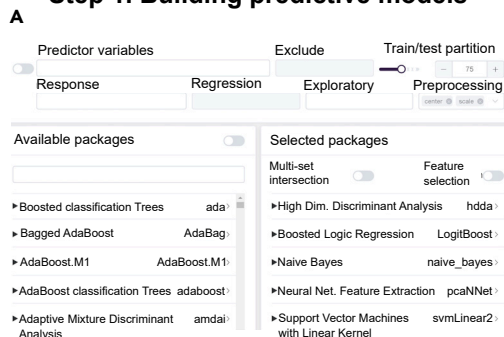 Step 1: Building predictive models
A
Predictor variables Exclude Train/test partition
- 75 +
Response Regression Exploratory Preprocessing
center scale
Available packages Selected packages
Multi-set intersection Feature selection
Boosted classification Trees ada
High Dim. Discriminant Analysis hdda
Bagged AdaBoost AdaBag
Boosted Logic Regression LogitBoost
AdaBoost.M1 AdaBoost.M1
Naive Bayes naive_bayes
AdaBoost classification Trees adaboost
Neural Net. Feature Extraction pcaNNet
Adaptive Mixture Discriminant Analysis amdai
Support Vector Machines with Linear Kernel svmLinear2